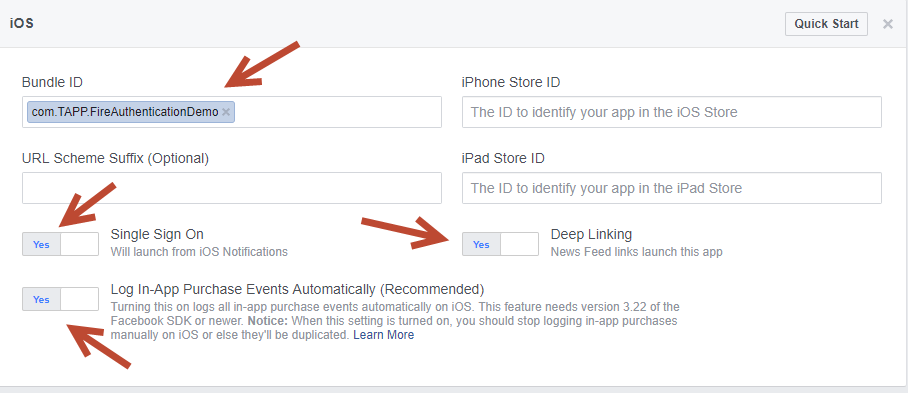 iOS
Quick Start ×
Bundle ID
iPhone Store ID
com.TAPP.FireAuthenticationDemo ×
The ID to identify your app in the iOS Store
URL Scheme Suffix (Optional)
iPad Store ID
The ID to identify your app in the iPad Store
Yes
Single Sign On
Will launch from iOS Notifications
Yes
Deep Linking
News Feed links launch this app
Yes
Log In-App Purchase Events Automatically (Recommended)
Turning this on logs all in-app purchase events automatically on iOS. This feature needs version 3.22 of the
Facebook SDK or newer. Notice: When this setting is turned on, you should stop logging in-app purchases
manually on iOS or else they'll be duplicated. Learn More